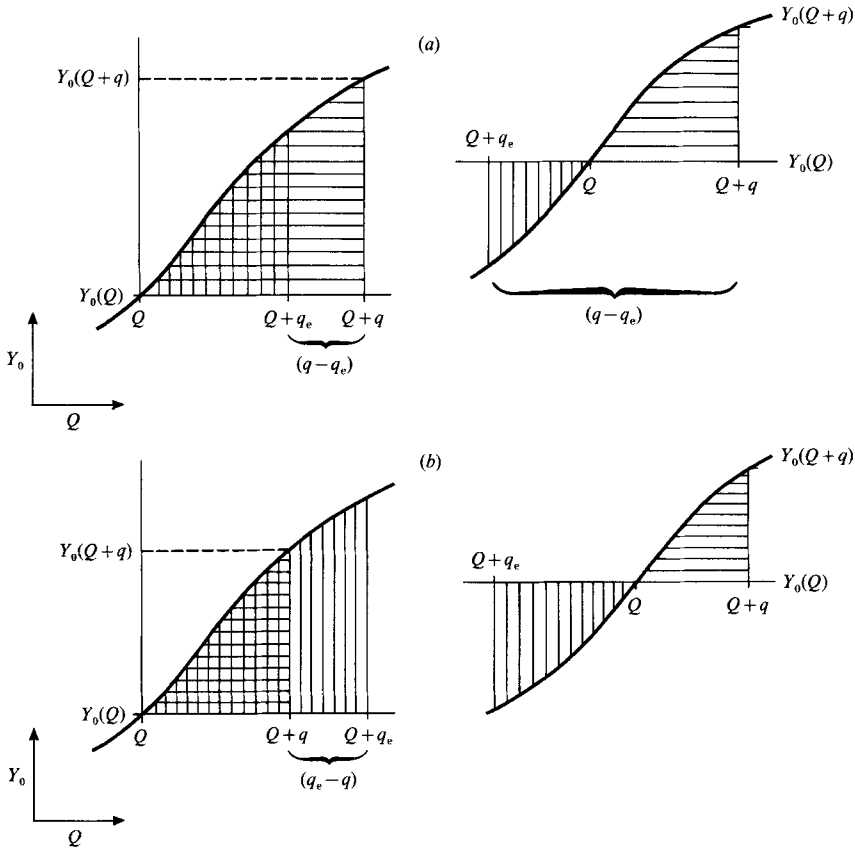 (a)
Y₀(Q+q)
Y₀(Q)
Q
Q+qₑ
Q+q
(q−qₑ)
Y₀
Q
Y₀(Q+q)
Q+qₑ
Y₀(Q)
Q
Q+q
(q−qₑ)
(b)
Y₀(Q+q)
Y₀(Q)
Q
Q+q
Q+qₑ
(qₑ−q)
Y₀
Q
Y₀(Q+q)
Q+qₑ
Y₀(Q)
Q
Q+q